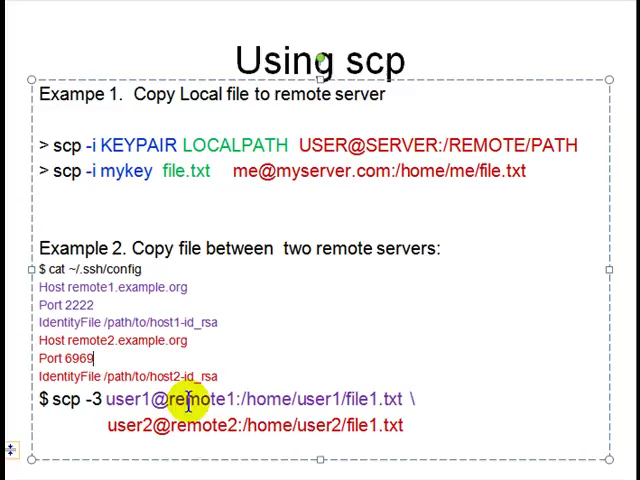 Using scp
Exampe 1. Copy Local file to remote server
> scp -i KEYPAIR LOCALPATH USER@SERVER:/REMOTE/PATH
> scp -i mykey file.txt me@myserver.com:/home/me/file.txt
Example 2. Copy file between two remote servers:
$ cat ~/.ssh/config
Host remote1.example.org
Port 2222
IdentityFile /path/to/host1-id_rsa
Host remote2.example.org
Port 6969
IdentityFile /path/to/host2-id_rsa
$ scp -3 user1@remote1:/home/user1/file1.txt \
user2@remote2:/home/user2/file1.txt